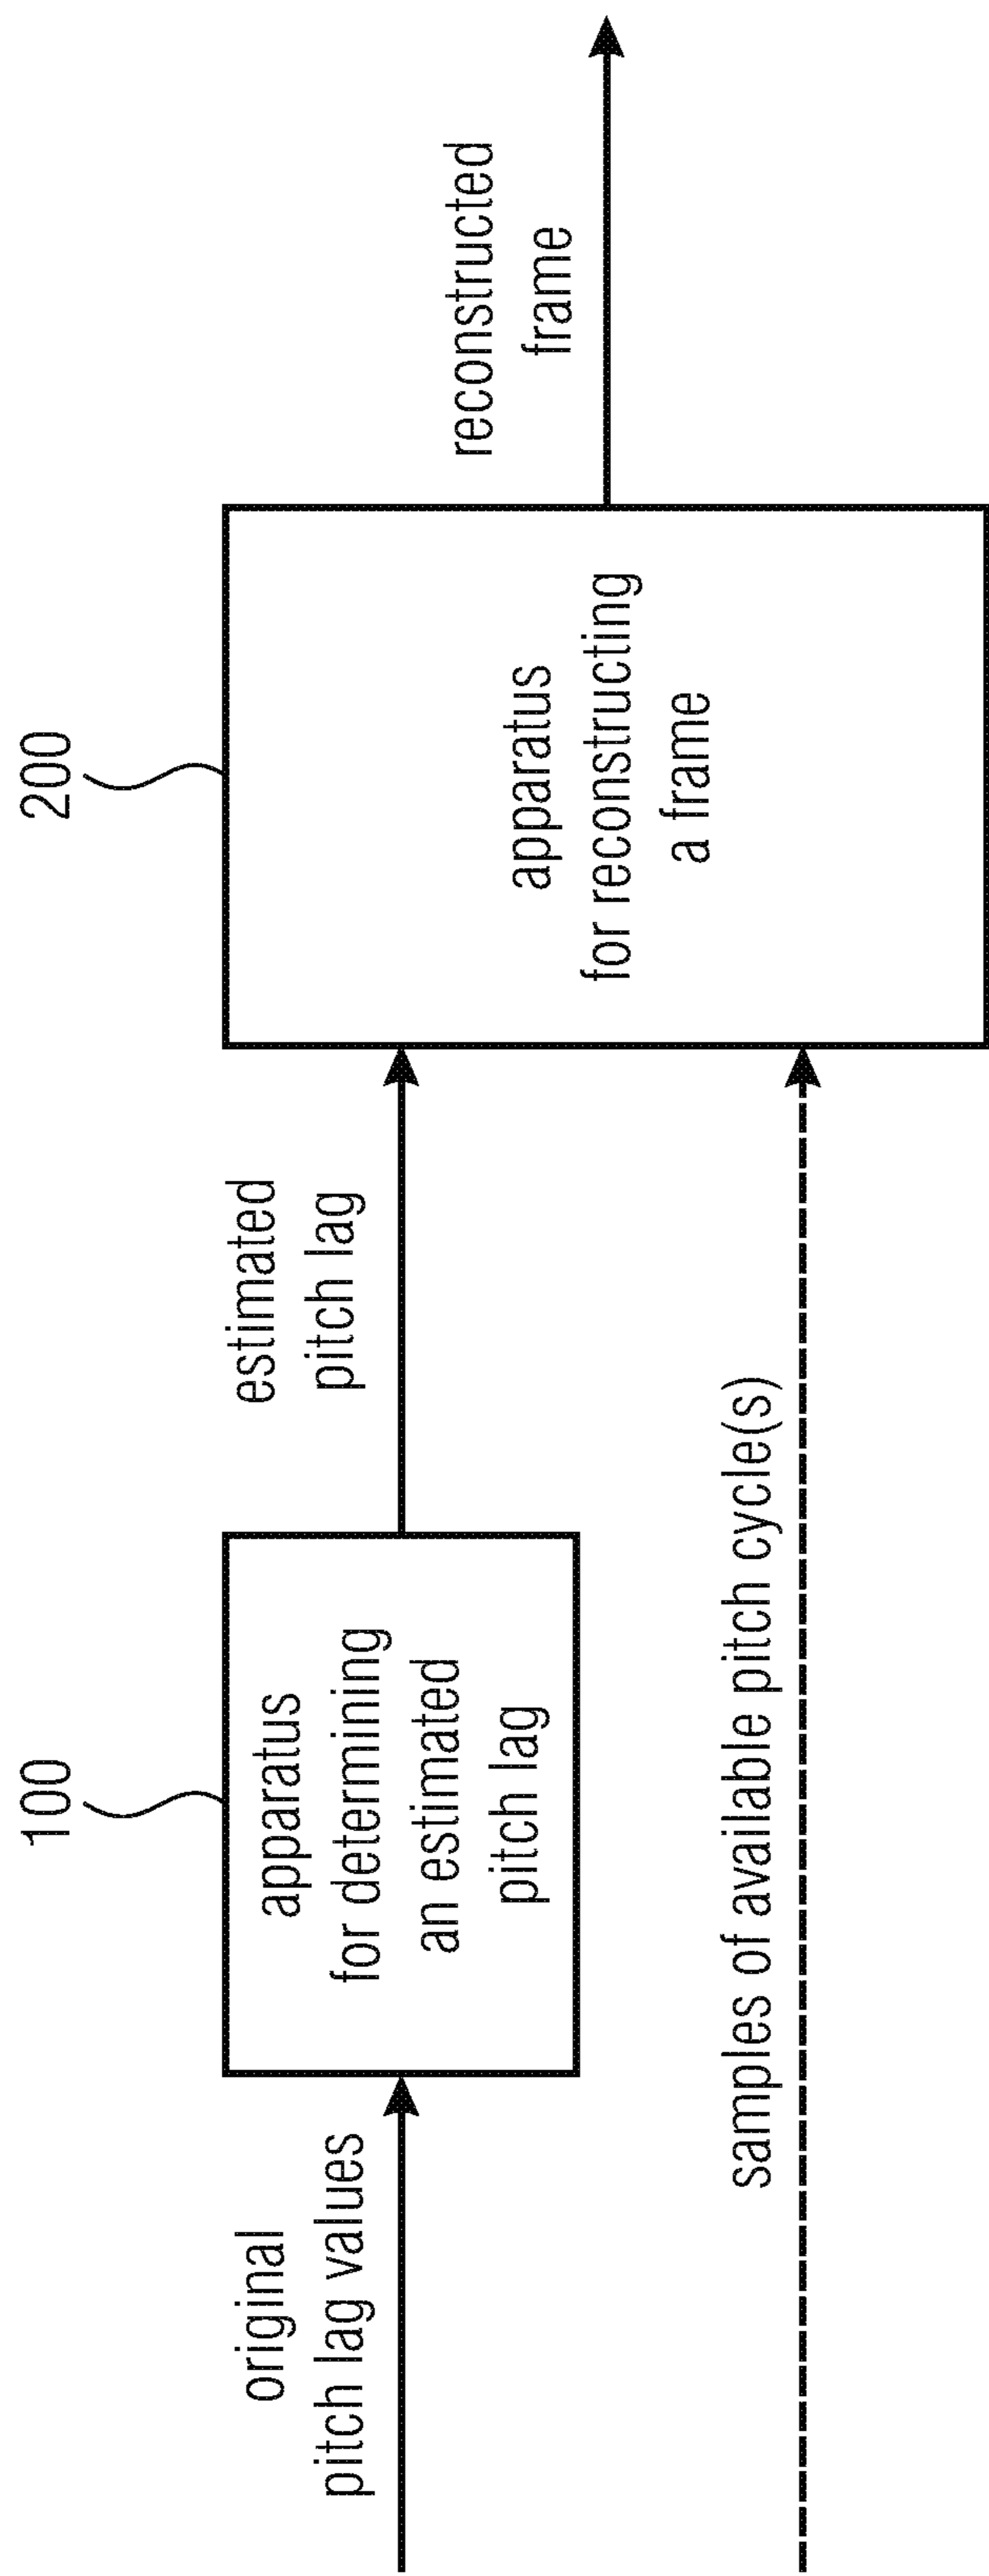 100
200
original
pitch lag values
apparatus
for determining
an estimated
pitch lag
estimated
pitch lag
apparatus
for reconstructing
a frame
reconstructed
frame
samples of available pitch cycle(s)